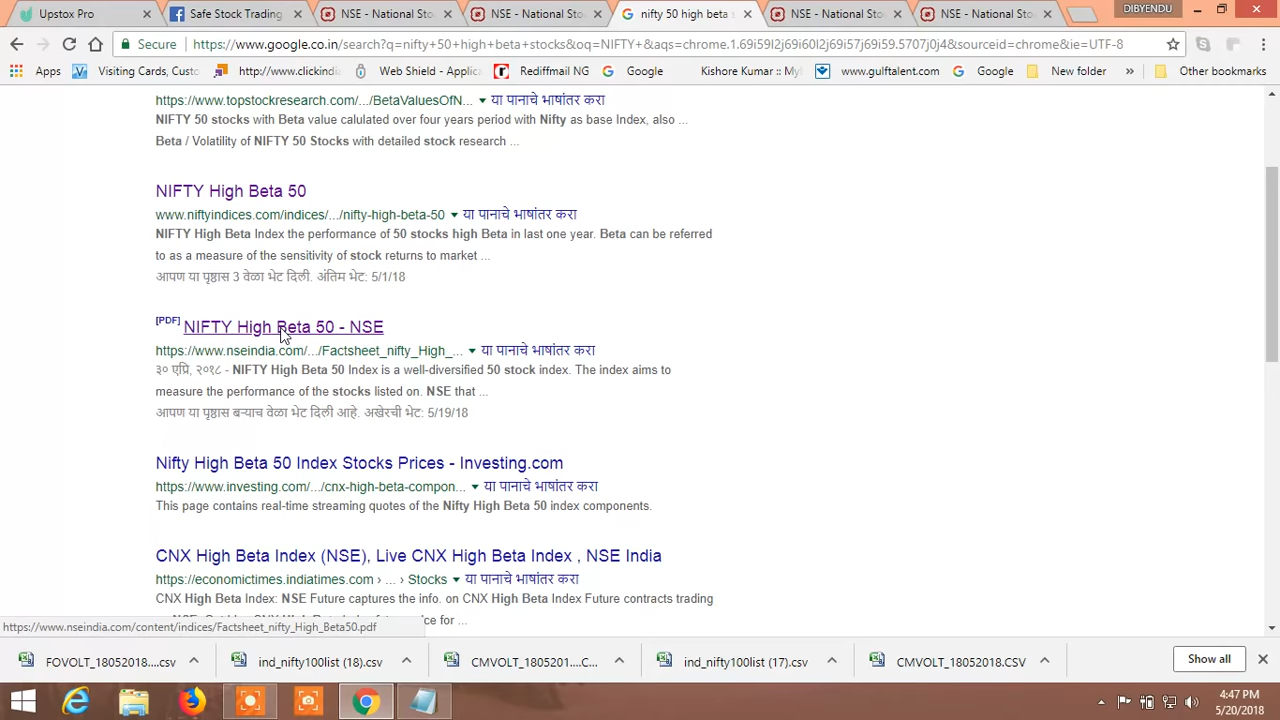 Upstox Pro
Safe Stock Trading
NSE - National Sto
NSE - National Sto
nifty 50 high beta s
NSE - National Sto
NSE - National Sto
DIBYENDU
Secure https://www.google.co.in/search?q=nifty+50+high+beta+stocks&oq=NIFTY+&aqs=chrome.1.69i59l2j69i60l2j69i57j69i59.5707j0j4&sourceid=chrome&ie=UTF-8
Apps Visiting Cards, Custo http://www.clickindi Web Shield - Applica Rediffmail NG Google Kishore Kumar :: My www.gulftalent.com Google New folder » Other bookmarks
https://www.topstockresearch.com/.../BetaValuesOfN... ▼ या पानाचे भाषांतर करा
NIFTY 50 stocks with Beta value calulated over four years period with Nifty as base Index, also ...
Beta / Volatility of NIFTY 50 Stocks with detailed stock research ...
NIFTY High Beta 50
www.niftyindices.com/indices/.../nifty-high-beta-50 ▼ या पानाचे भाषांतर करा
NIFTY High Beta Index the performance of 50 stocks high Beta in last one year. Beta can be referred
to as a measure of the sensitivity of stock returns to market ...
आपण या पृष्ठास 3 वेळा भेट दिली. अंतिम भेट: 5/1/18
[PDF] NIFTY High Beta 50 - NSE
https://www.nseindia.com/.../Factsheet_nifty_High_... ▼ या पानाचे भाषांतर करा
३० एप्रि, २०१८ - NIFTY High Beta 50 Index is a well-diversified 50 stock index. The index aims to
measure the performance of the stocks listed on. NSE that ...
आपण या पृष्ठास बऱ्याच वेळा भेट दिली आहे. अखेरची भेट: 5/19/18
Nifty High Beta 50 Index Stocks Prices - Investing.com
https://www.investing.com/.../cnx-high-beta-compon... ▼ या पानाचे भाषांतर करा
This page contains real-time streaming quotes of the Nifty High Beta 50 index components.
CNX High Beta Index (NSE), Live CNX High Beta Index , NSE India
https://economictimes.indiatimes.com › ... › Stocks ▼ या पानाचे भाषांतर करा
CNX High Beta Index: NSE Future captures the info. on CNX High Beta Index Future contracts trading
https://www.nseindia.com/content/indices/Factsheet_nifty_High_Beta50.pdf
FOVOLT_18052018....csv ind_nifty100list (18).csv CMVOLT_1805201....C... ind_nifty100list (17).csv CMVOLT_18052018.CSV Show all
4:47 PM
5/20/2018